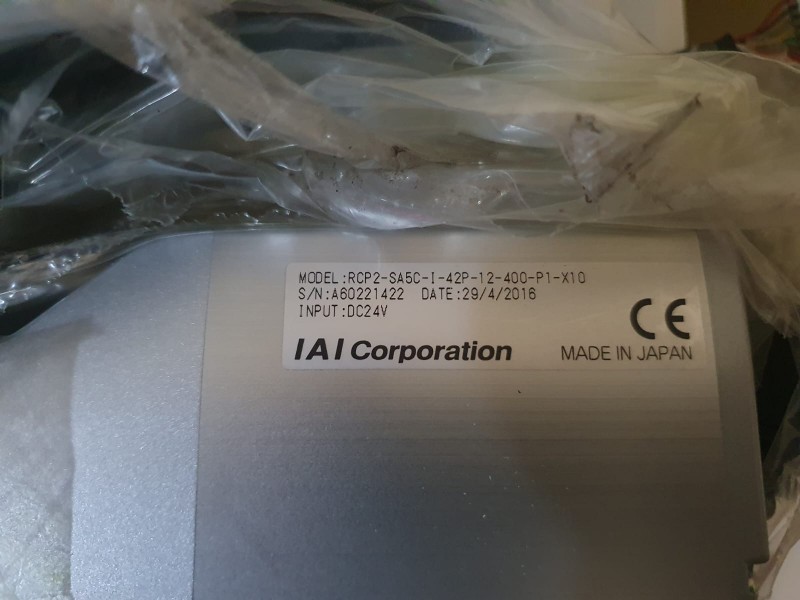 MODEL:RCP2-SA5C-I-42P-12-400-P1-X10
S/N:A60221422 DATE:29/4/2016
INPUT:DC24V
CE
IAI Corporation
MADE IN JAPAN